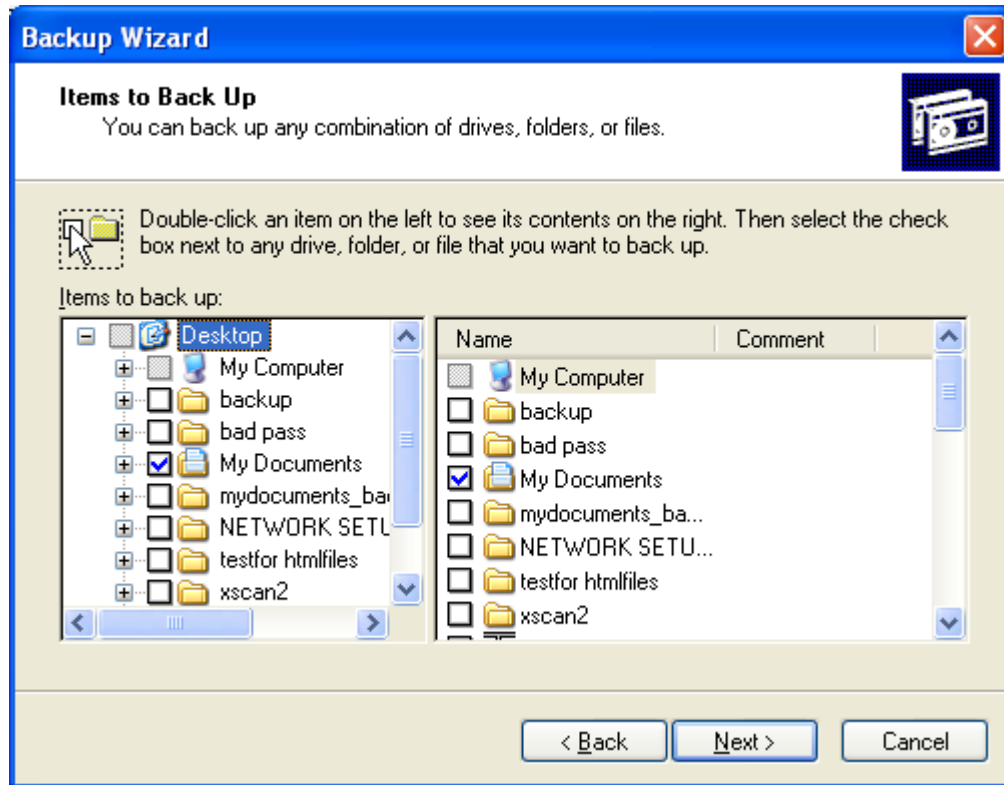 Backup Wizard
Items to Back Up
You can back up any combination of drives, folders, or files.
Double-click an item on the left to see its contents on the right. Then select the check
box next to any drive, folder, or file that you want to back up.
Items to back up:
Desktop
My Computer
backup
bad pass
My Documents
mydocuments_ba
NETWORK SETU
testfor htmlfiles
xscan2
Name Comment
My Computer
backup
bad pass
My Documents
mydocuments_ba...
NETWORK SETU...
testfor htmlfiles
xscan2
< Back Next > Cancel